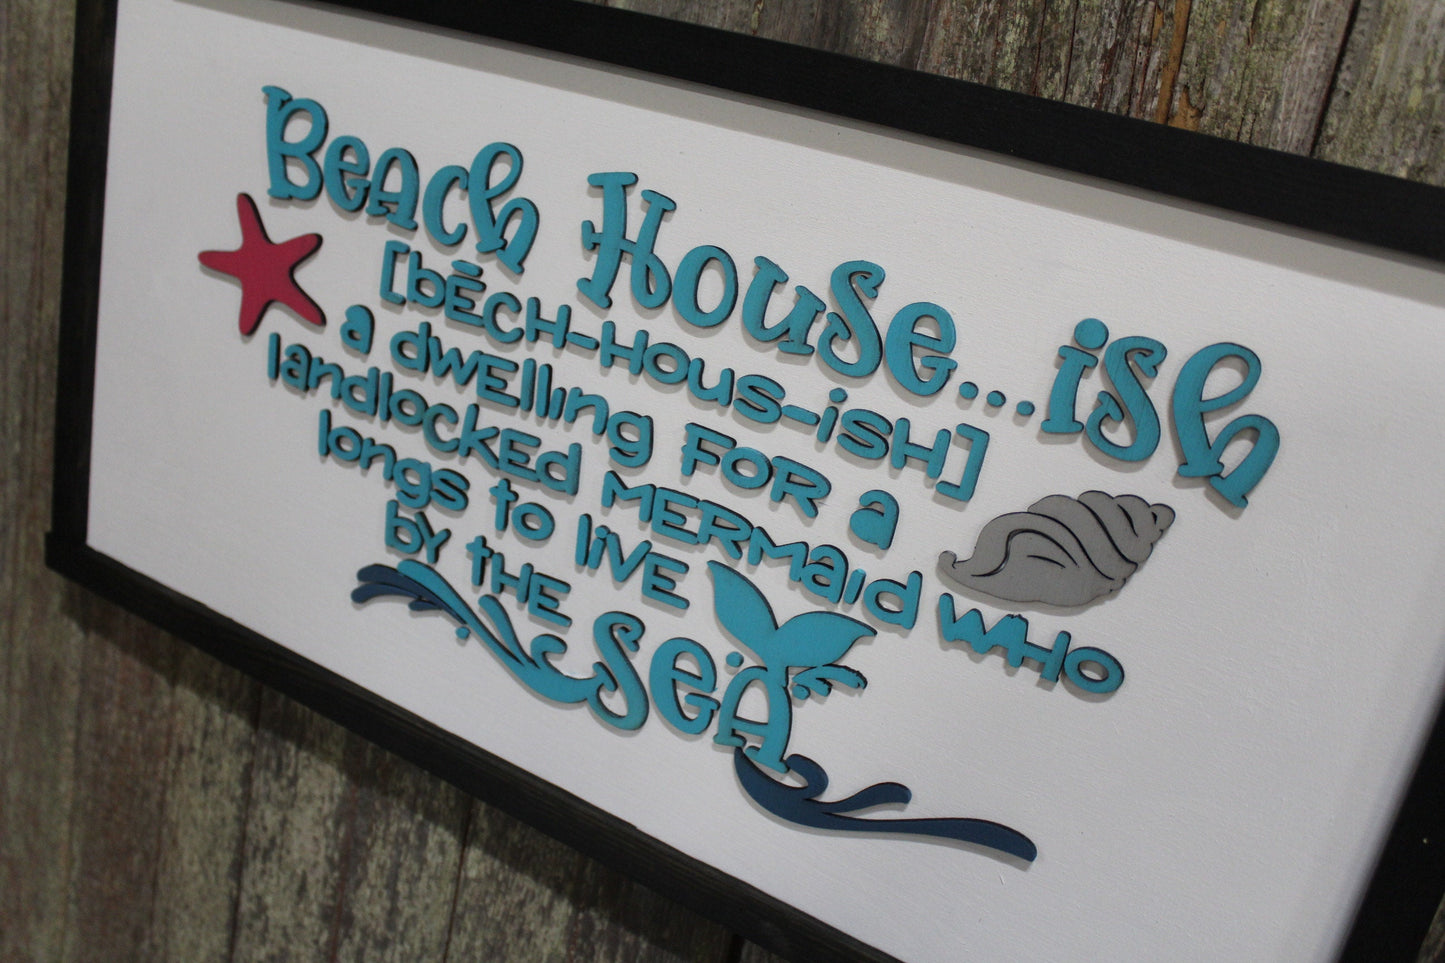 Beach House...ish
[bēCH-HOUS-iSH]
a dwElling FOR a
landlockEd MERmaid WHO
longs to liVE
bY tHE
SeA